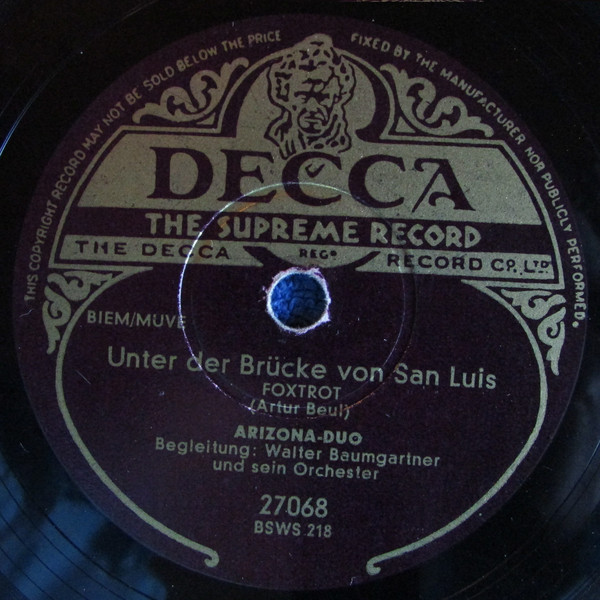 THIS COPYRIGHT RECORD MAY NOT BE SOLD BELOW THE PRICE FIXED BY THE MANUFACTURER NOR PUBLICLY PERFORMED.
DECCA
THE SUPREME RECORD
THE DECCA REGD RECORD CO., LTD
BIEM/MUVE
Unter der Brücke von San Luis
FOXTROT
(Artur Beul)
ARIZONA-DUO
Begleitung: Walter Baumgartner
und sein Orchester
27068
BSWS 218